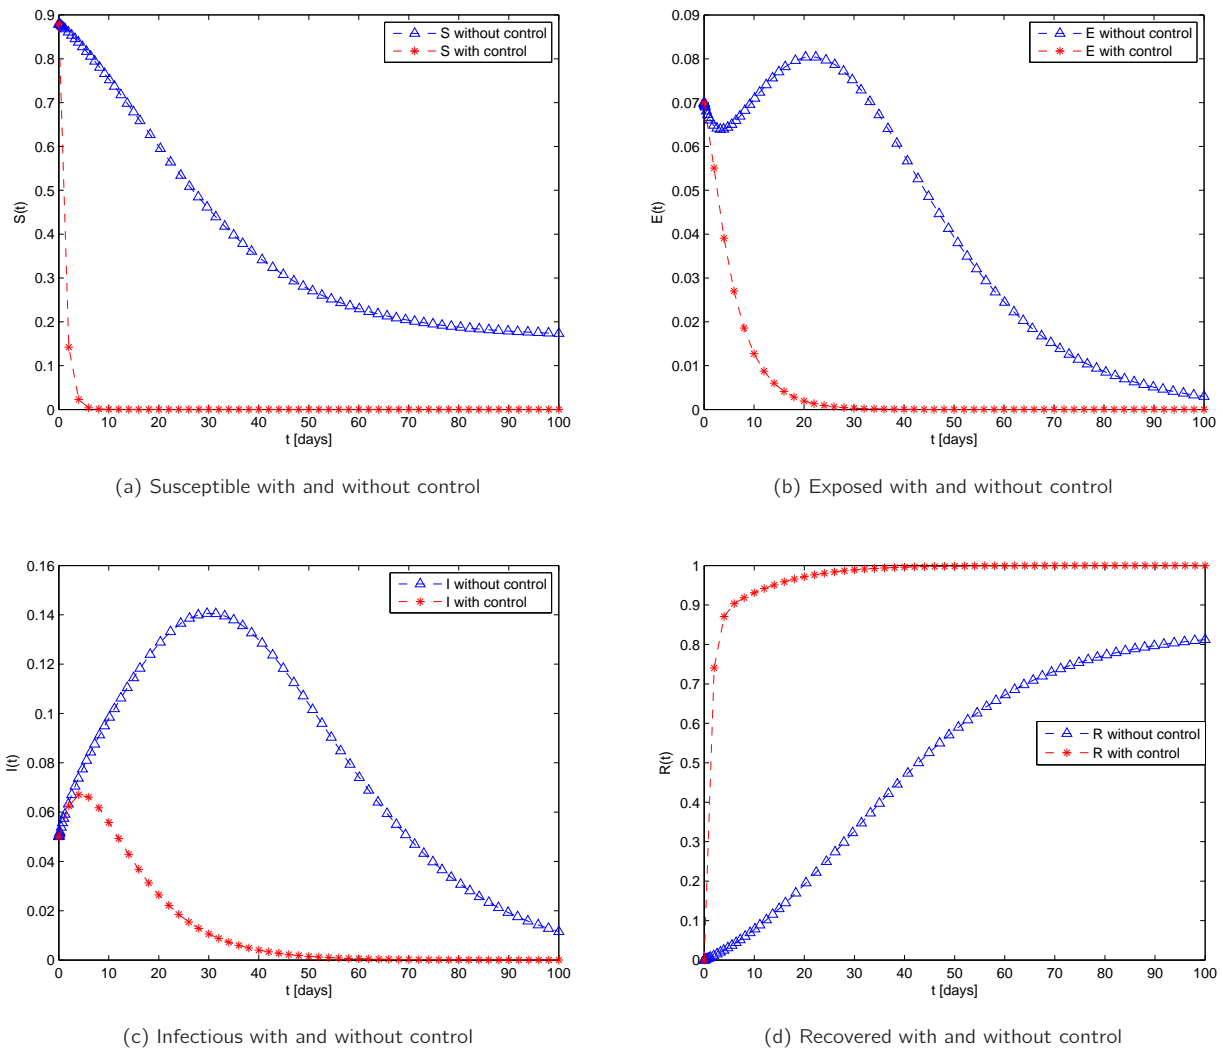 0.9
0.8
0.7
0.6
0.5
0.4
0.3
0.2
0.1
0
S(t)
S without control
S with control
0 10 20 30 40 50 60 70 80 90 100
t [days]
(a) Susceptible with and without control
0.09
0.08
0.07
0.06
0.05
0.04
0.03
0.02
0.01
0
E(t)
E without control
E with control
0 10 20 30 40 50 60 70 80 90 100
t [days]
(b) Exposed with and without control
0.16
0.14
0.12
0.1
0.08
0.06
0.04
0.02
0
I(t)
I without control
I with control
0 10 20 30 40 50 60 70 80 90 100
t [days]
(c) Infectious with and without control
1
0.9
0.8
0.7
0.6
0.5
0.4
0.3
0.2
0.1
0
R(t)
R without control
R with control
0 10 20 30 40 50 60 70 80 90 100
t [days]
(d) Recovered with and without control